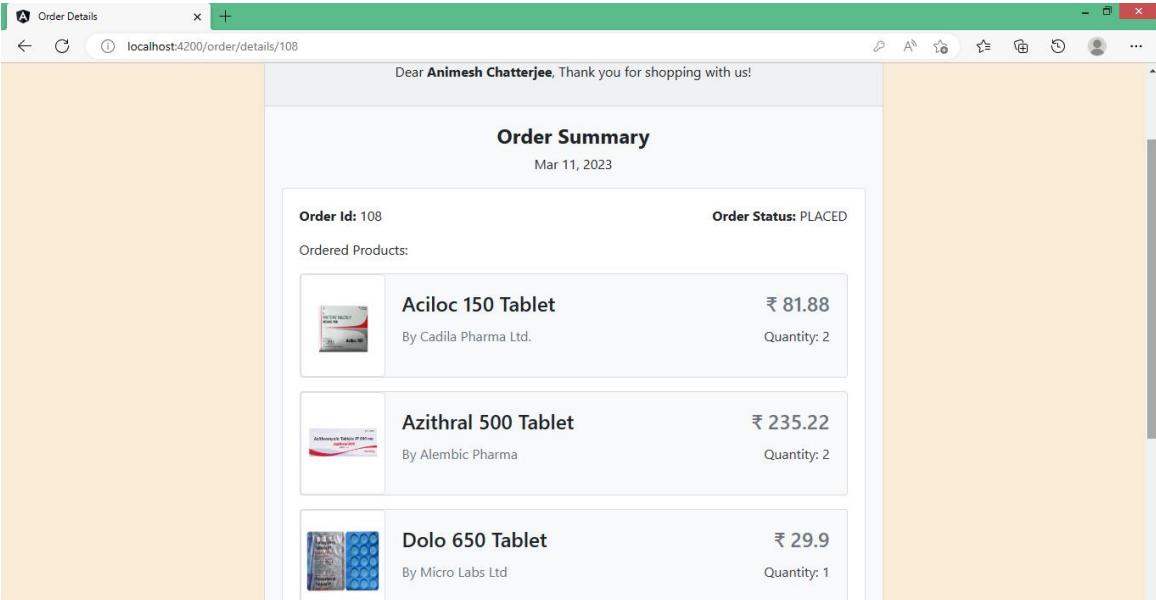 Order Details
localhost:4200/order/details/108
Dear Animesh Chatterjee, Thank you for shopping with us!
Order Summary
Mar 11, 2023
Order Id: 108 Order Status: PLACED
Ordered Products:
Aciloc 150 Tablet ₹ 81.88
By Cadila Pharma Ltd. Quantity: 2
Azithral 500 Tablet ₹ 235.22
By Alembic Pharma Quantity: 2
Dolo 650 Tablet ₹ 29.9
By Micro Labs Ltd Quantity: 1